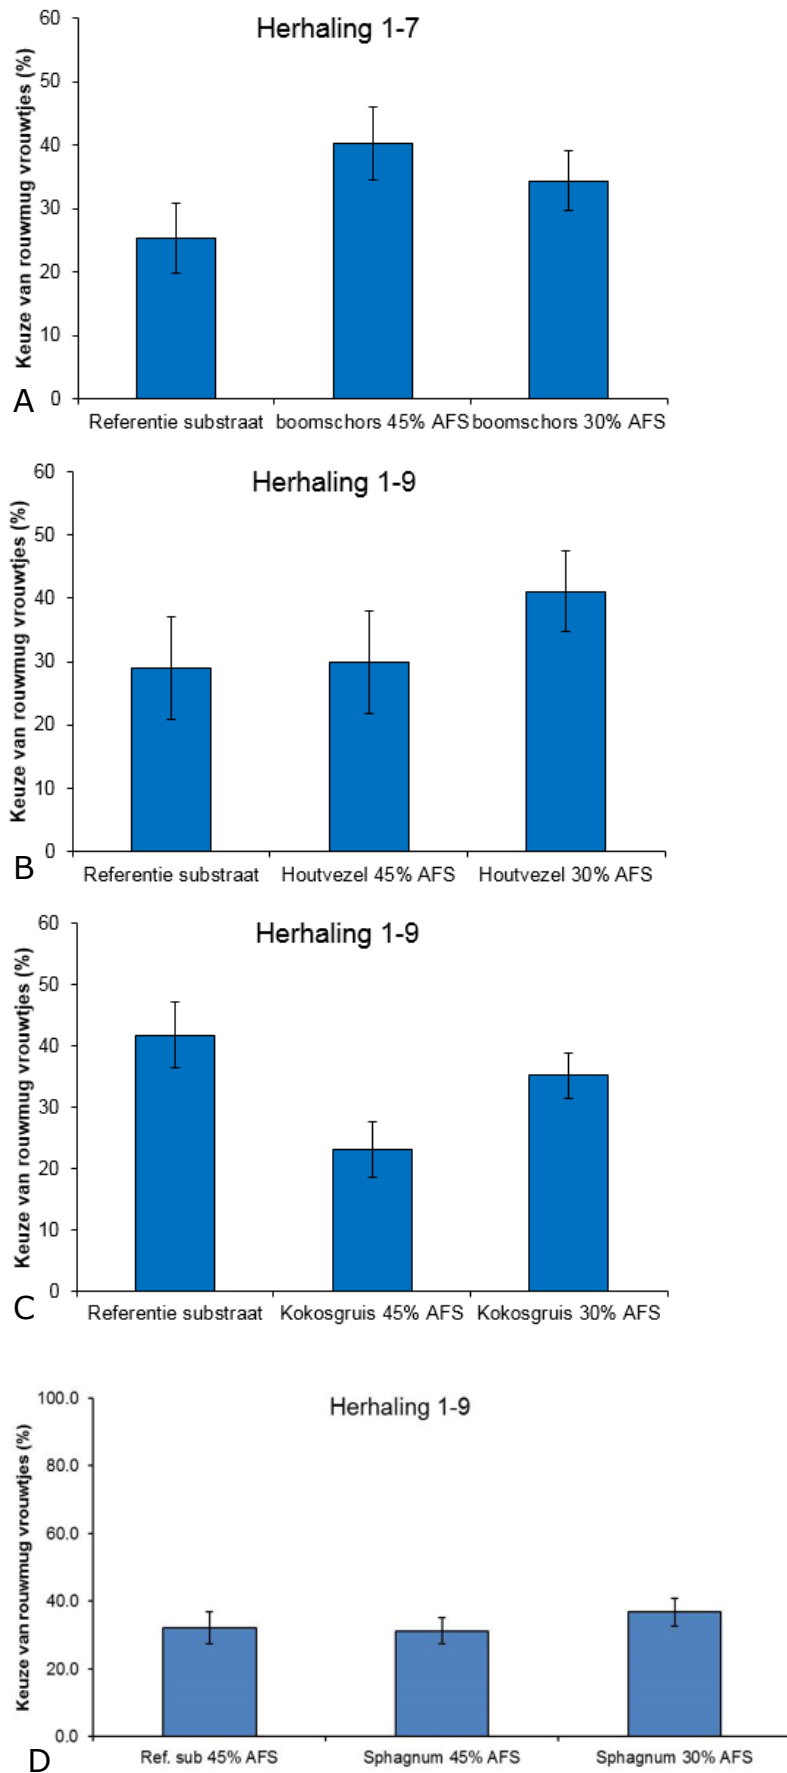 Herhaling 1-7
Keuze van rouwmug vrouwtjes (%)
60
50
40
30
20
10
0
A
Referentie substraat boomschors 45% AFS boomschors 30% AFS
Herhaling 1-9
Keuze van rouwmug vrouwtjes (%)
60
50
40
30
20
10
0
B
Referentie substraat Houtvezel 45% AFS Houtvezel 30% AFS
Herhaling 1-9
Keuze van rouwmug vrouwtjes (%)
60
50
40
30
20
10
0
C
Referentie substraat Kokosgruis 45% AFS Kokosgruis 30% AFS
Herhaling 1-9
Keuze van rouwmug vrouwtjes (%)
100.0
80.0
60.0
40.0
20.0
0.0
D
Ref. sub 45% AFS Sphagnum 45% AFS Sphagnum 30% AFS